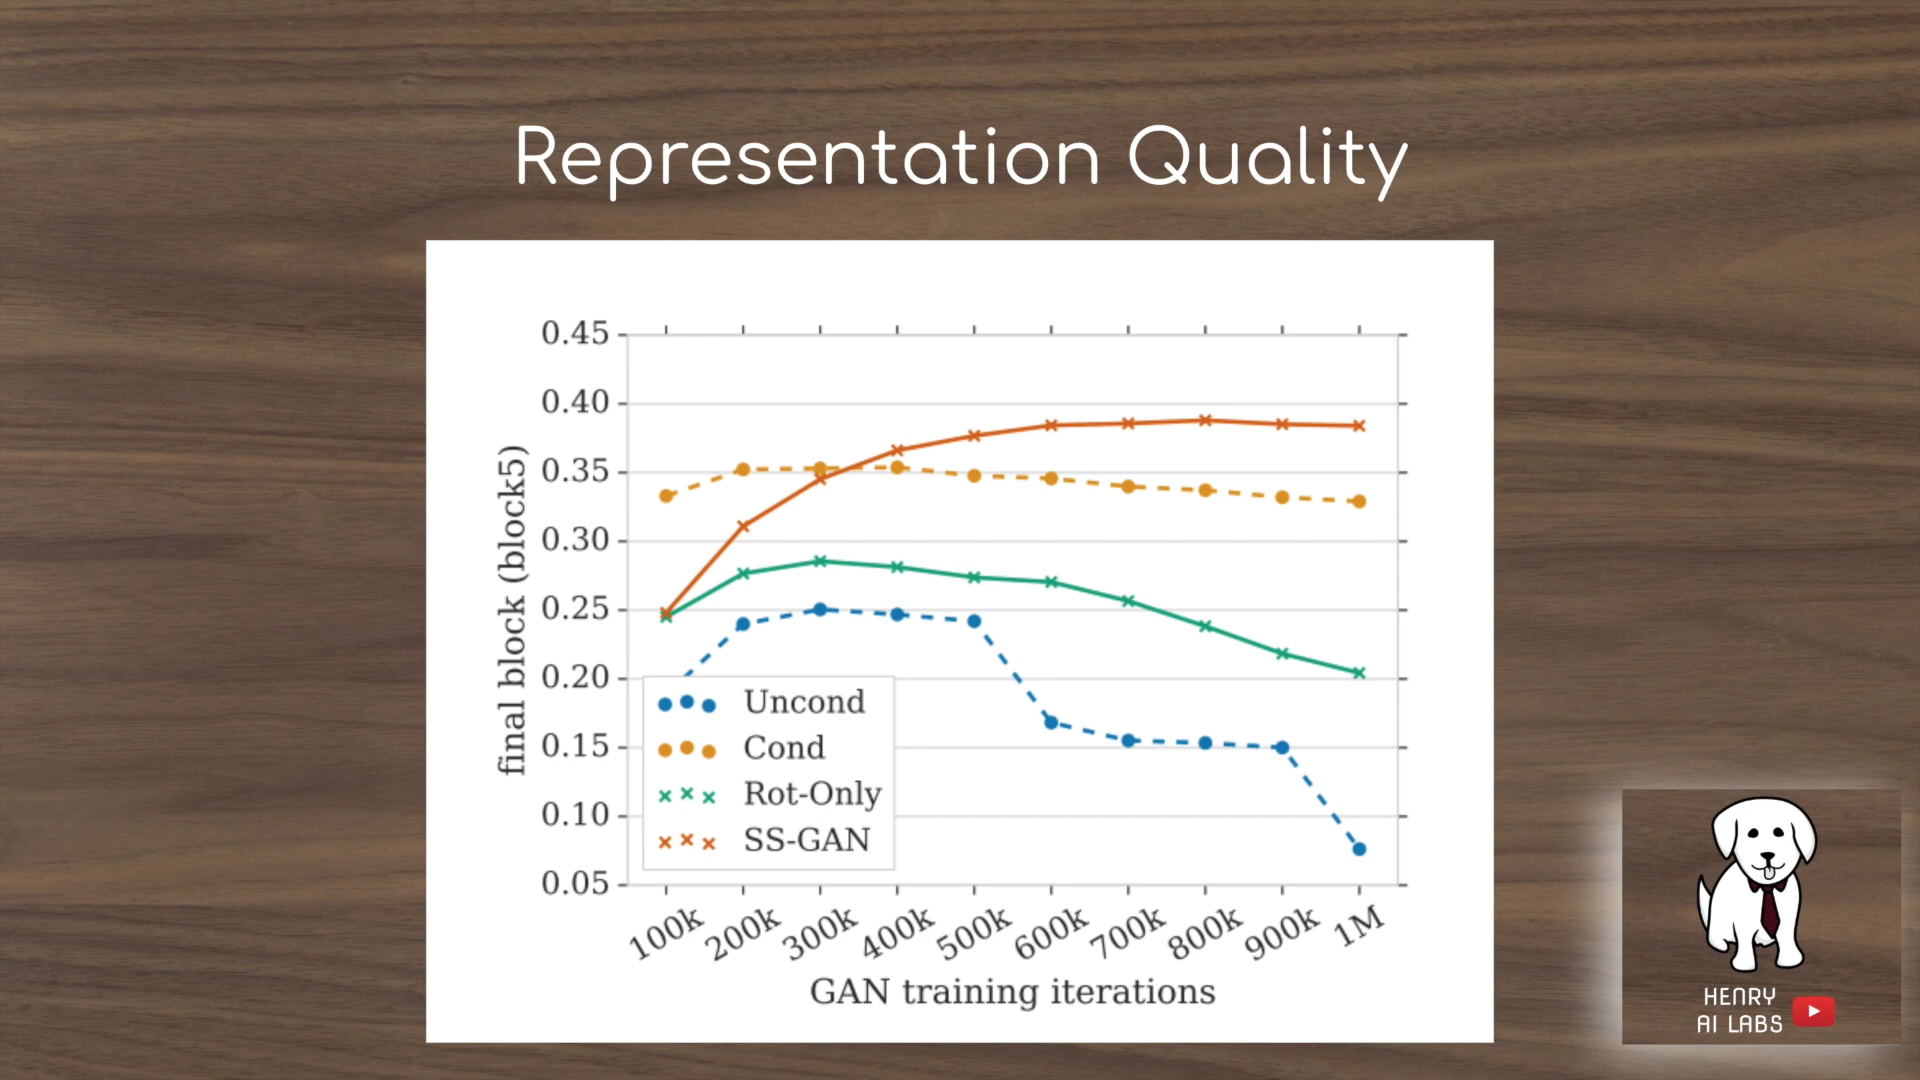 Representation Quality
0.45
0.40
0.35
0.30
0.25
0.20
0.15
0.10
0.05
final block (block5)
Uncond
Cond
Rot-Only
SS-GAN
100k 200k 300k 400k 500k 600k 700k 800k 900k 1M
GAN training iterations
HENRY
AI LABS